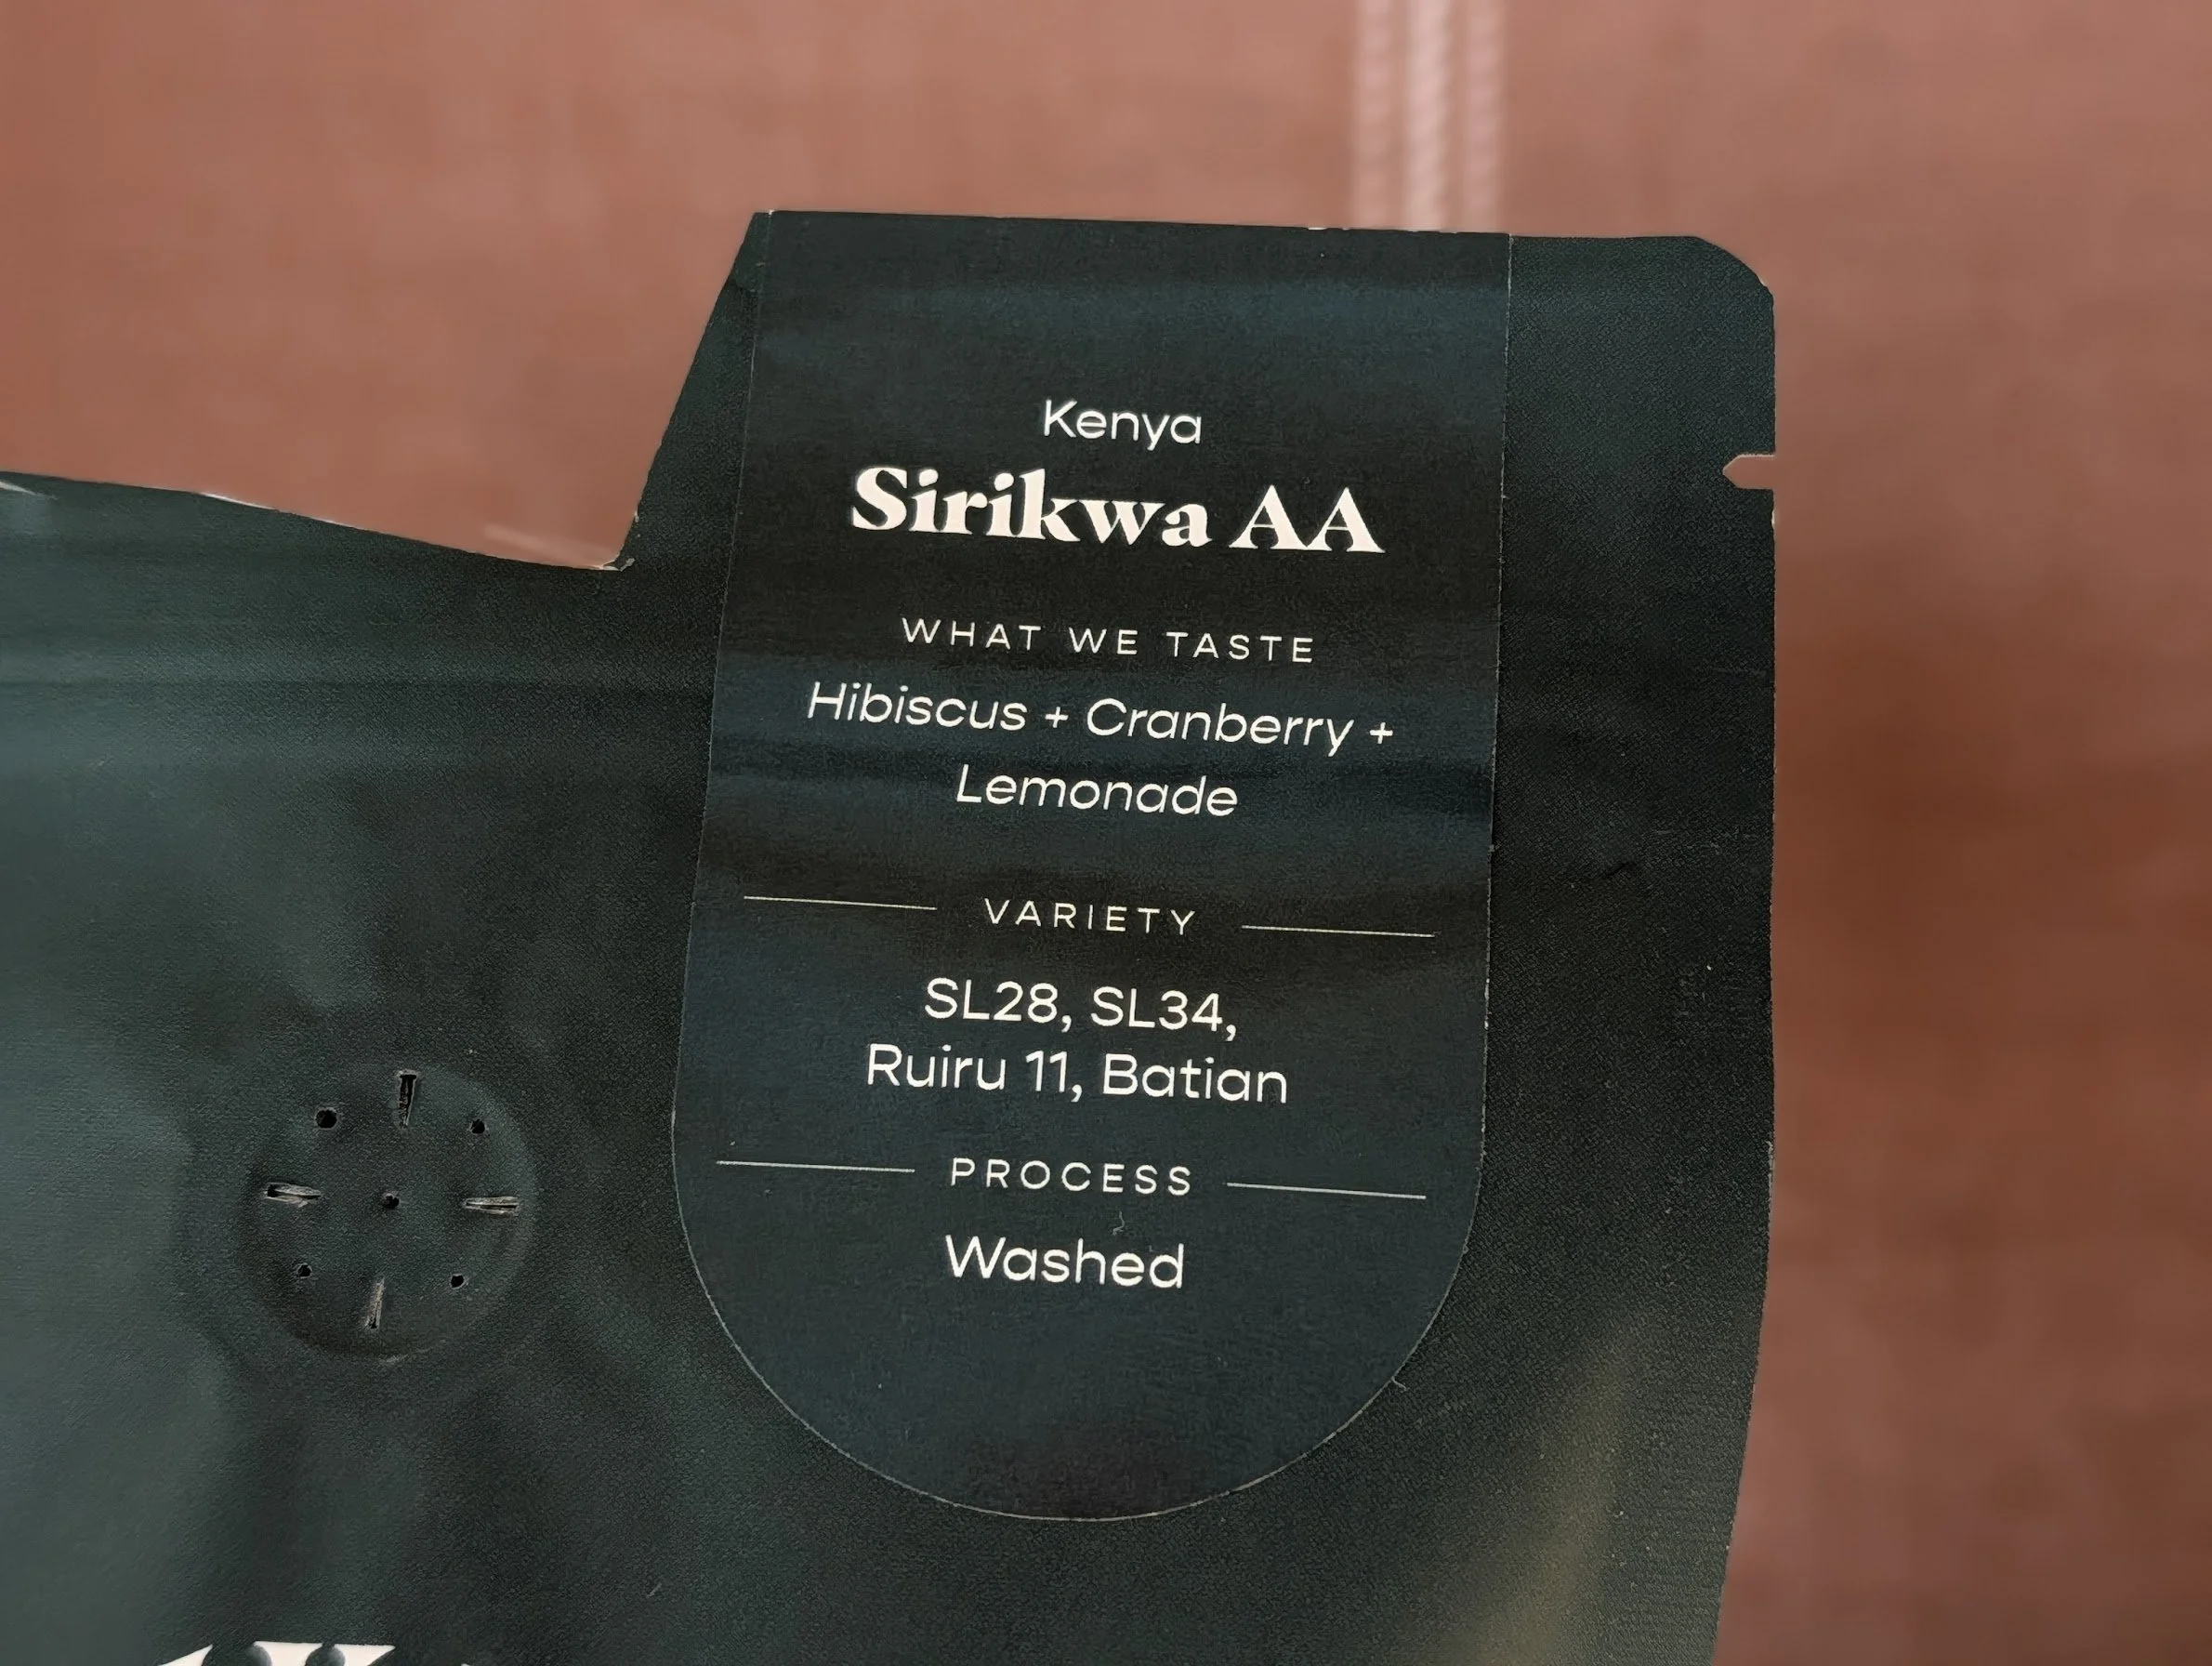 Kenya
Sirikwa AA
WHAT WE TASTE
Hibiscus + Cranberry +
Lemonade
VARIETY
SL28, SL34,
Ruiru 11, Batian
PROCESS
Washed